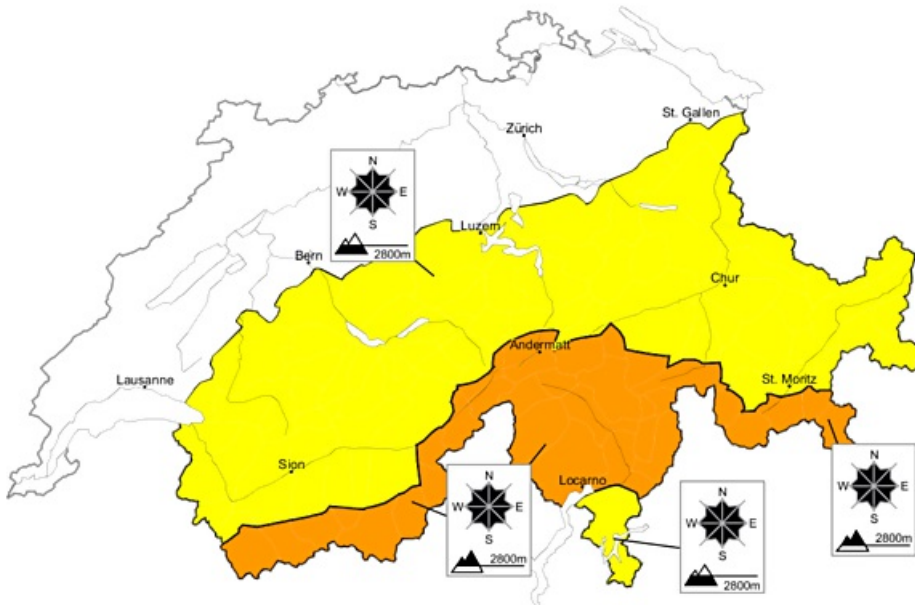 St. Gallen
Zürich
N
W E
S
2800m
Luzern
Bern
Chur
Andermatt
Lausanne
St. Moritz
Sion
Locarno
N
W E
S
2800m
N
W E
S
2800m
N
W E
S
2800m